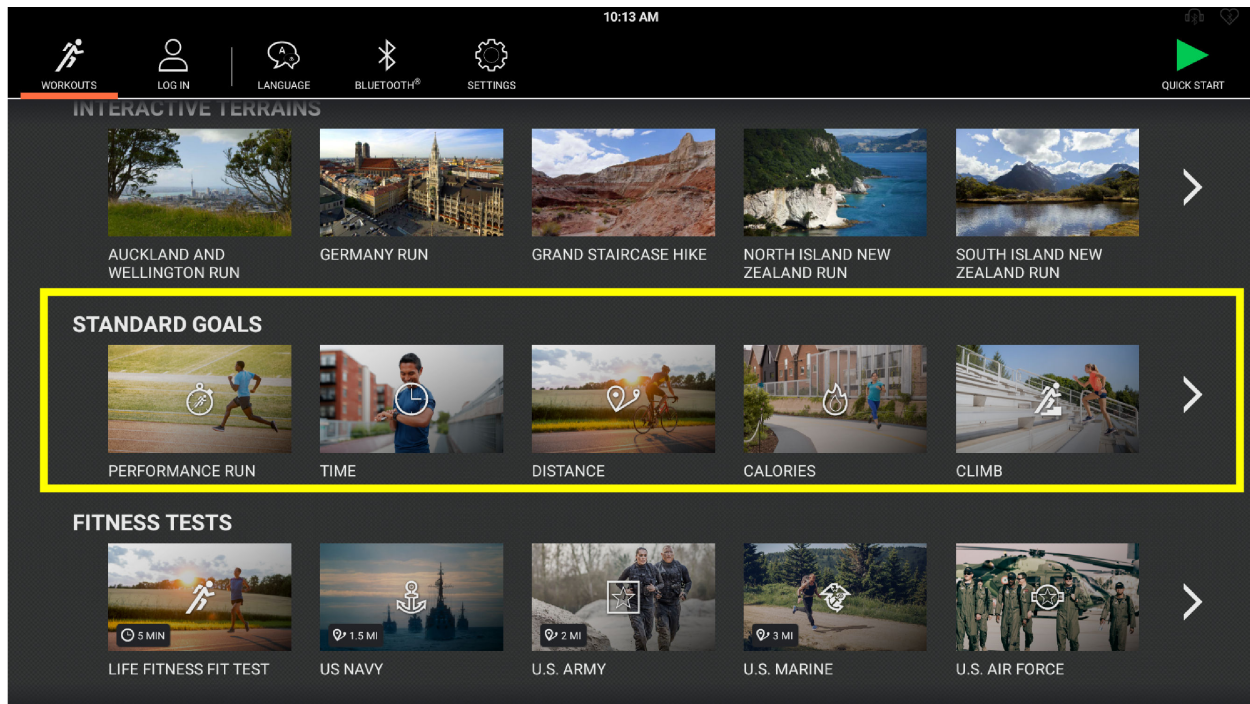 10:13 AM
WORKOUTS
LOG IN
LANGUAGE
BLUETOOTH®
SETTINGS
QUICK START
INTERACTIVE TERRAINS
AUCKLAND AND
WELLINGTON RUN
GERMANY RUN
GRAND STAIRCASE HIKE
NORTH ISLAND NEW
ZEALAND RUN
SOUTH ISLAND NEW
ZEALAND RUN
STANDARD GOALS
PERFORMANCE RUN
TIME
DISTANCE
CALORIES
CLIMB
FITNESS TESTS
5 MIN
1.5 MI
2 MI
3 MI
LIFE FITNESS FIT TEST
US NAVY
U.S. ARMY
U.S. MARINE
U.S. AIR FORCE